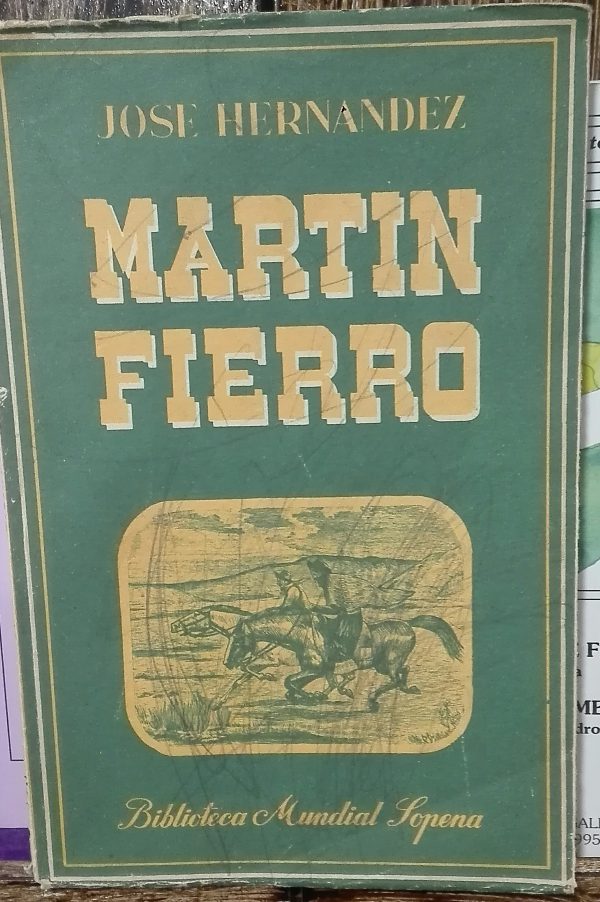 JOSE HERNANDEZ
MARTIN
FIERRO
Biblioteca Mundial Sopena